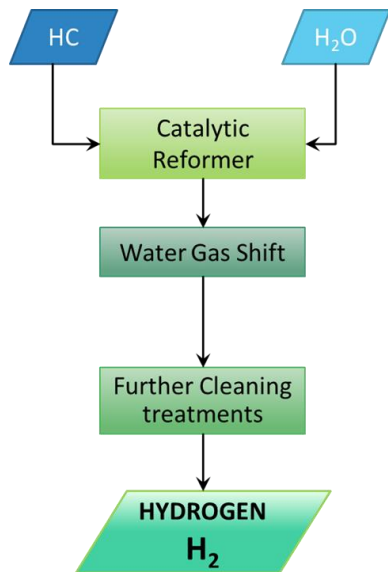 HC
H₂O
Catalytic
Reformer
Water Gas Shift
Further Cleaning
treatments
HYDROGEN
H₂